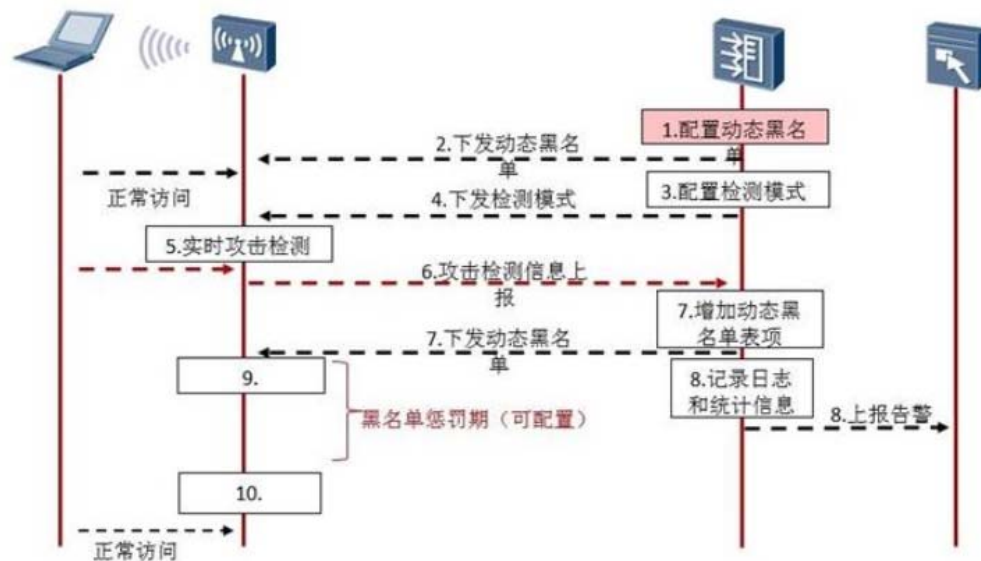 1.配置动态黑名
单
2.下发动态黑名
单
正常访问
3.配置检测模式
4.下发检测模式
5.实时攻击检测
6.攻击检测信息上
报
7.增加动态黑
名单表项
7.下发动态黑名
单
9.
8.记录日志
和统计信息
黑名单惩罚期（可配置）
8.上报告警
10.
正常访问